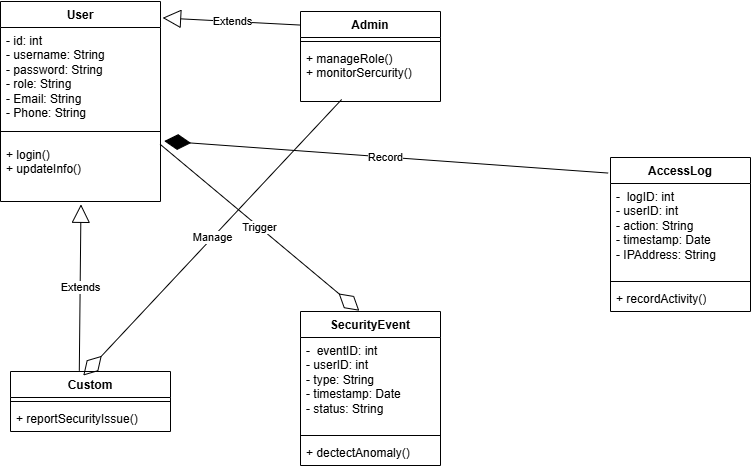 User
- id: int
- username: String
- password: String
- role: String
- Email: String
- Phone: String
+ login()
+ updateInfo()
Extends
Admin
+ manageRole()
+ monitorSercurity()
Record
AccessLog
- logID: int
- userID: int
- action: String
- timestamp: Date
- IPAddress: String
+ recordActivity()
Manage
Trigger
Extends
SecurityEvent
- eventID: int
- userID: int
- type: String
- timestamp: Date
- status: String
+ dectectAnomaly()
Custom
+ reportSecurityIssue()